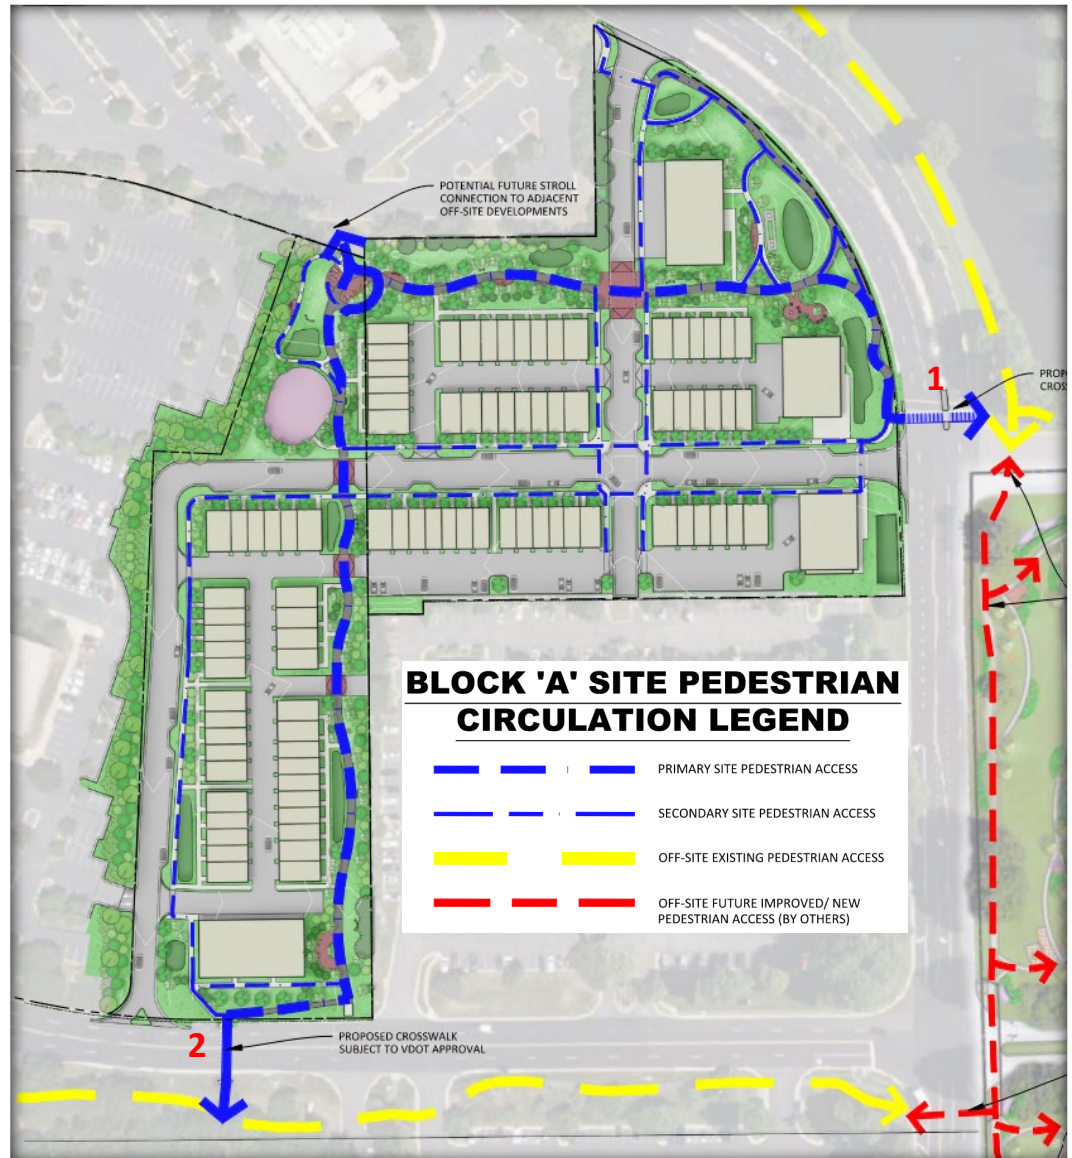 POTENTIAL FUTURE STROLL
CONNECTION TO ADJACENT
OFF-SITE DEVELOPMENTS
1
BLOCK 'A' SITE PEDESTRIAN
CIRCULATION LEGEND
PRIMARY SITE PEDESTRIAN ACCESS
SECONDARY SITE PEDESTRIAN ACCESS
OFF-SITE EXISTING PEDESTRIAN ACCESS
OFF-SITE FUTURE IMPROVED/ NEW
PEDESTRIAN ACCESS (BY OTHERS)
2
PROPOSED CROSSWALK
SUBJECT TO VDOT APPROVAL